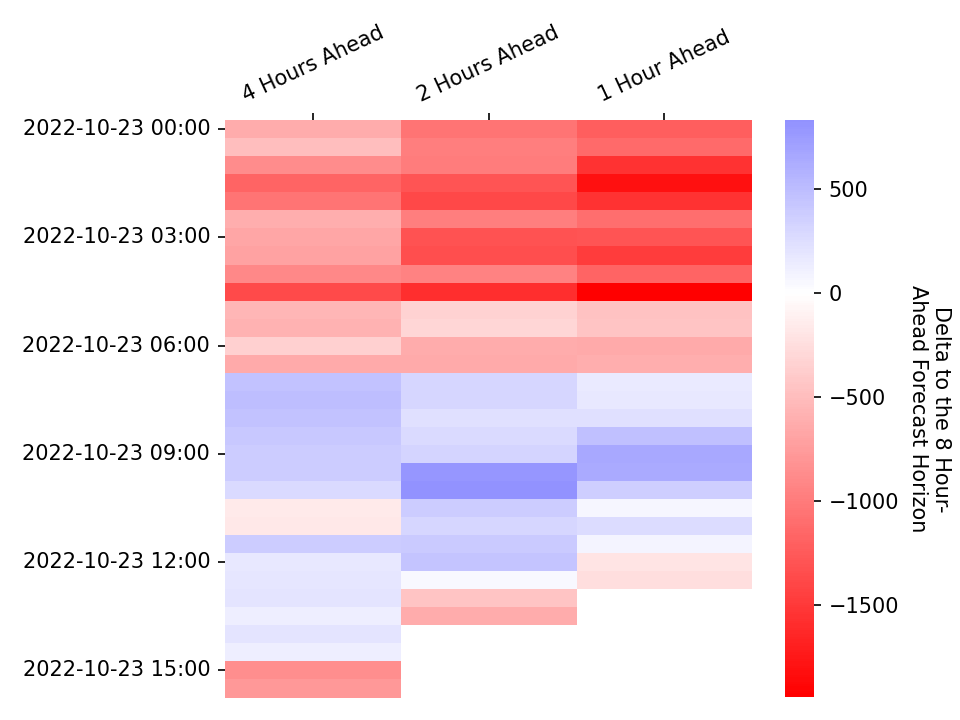 4 Hours Ahead
2 Hours Ahead
1 Hour Ahead
2022-10-23 00:00
2022-10-23 03:00
2022-10-23 06:00
2022-10-23 09:00
2022-10-23 12:00
2022-10-23 15:00
500
0
−500
−1000
−1500
Delta to the 8 Hour-
Ahead Forecast Horizon